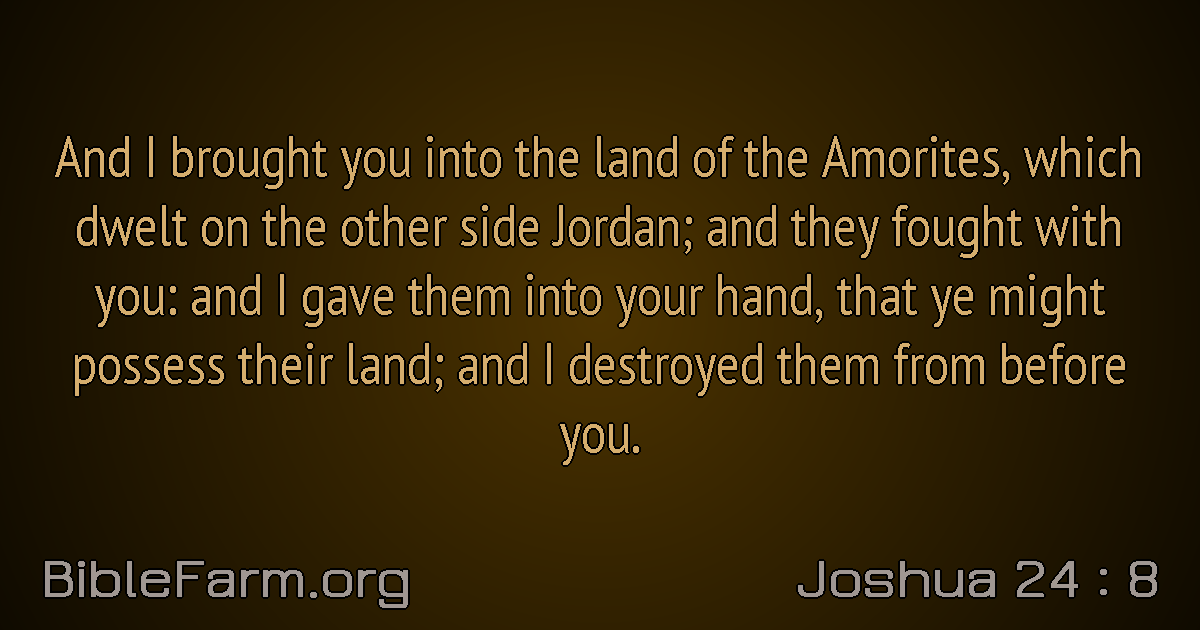 And I brought you into the land of the Amorites, which
dwelt on the other side Jordan; and they fought with
you: and I gave them into your hand, that ye might
possess their land; and I destroyed them from before
you.
BibleFarm.org
Joshua 24 : 8